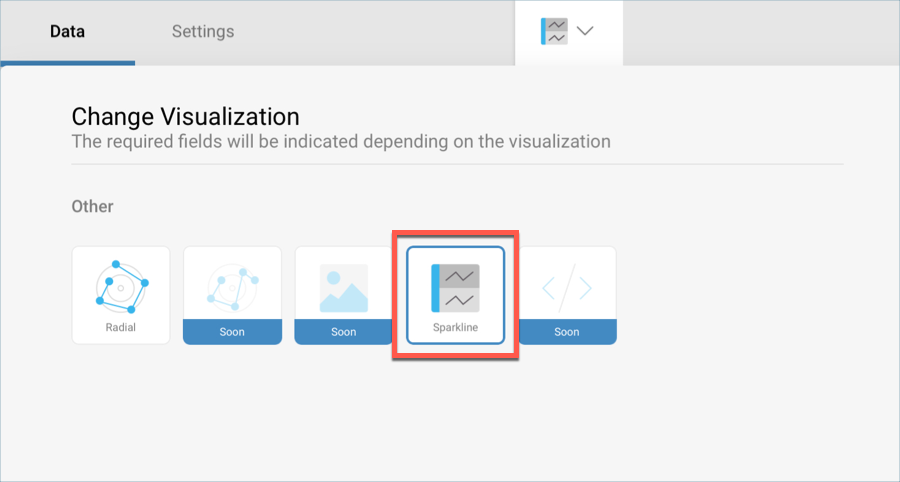 Data
Settings
Change Visualization
The required fields will be indicated depending on the visualization
Other
Radial
Soon
Soon
Sparkline
Soon